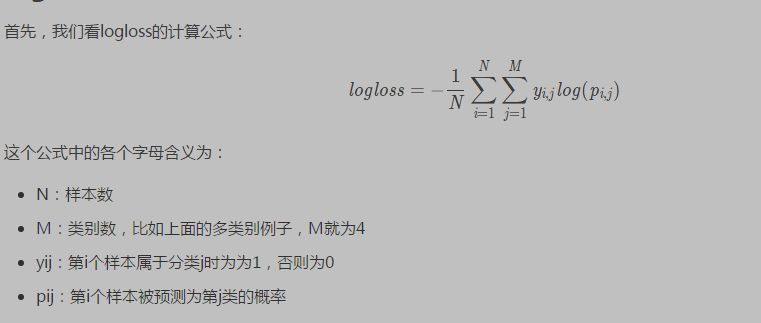 首先，我们看logloss的计算公式：
logloss = -\frac{1}{N} \sum_{i=1}^{N} \sum_{j=1}^{M} y_{i,j} log(p_{i,j})
这个公式中的各个字母含义为：
• N：样本数
• M：类别数，比如上面的多类别例子，M就为4
• yij：第i个样本属于分类j时为为1，否则为0
• pij：第i个样本被预测为第j类的概率